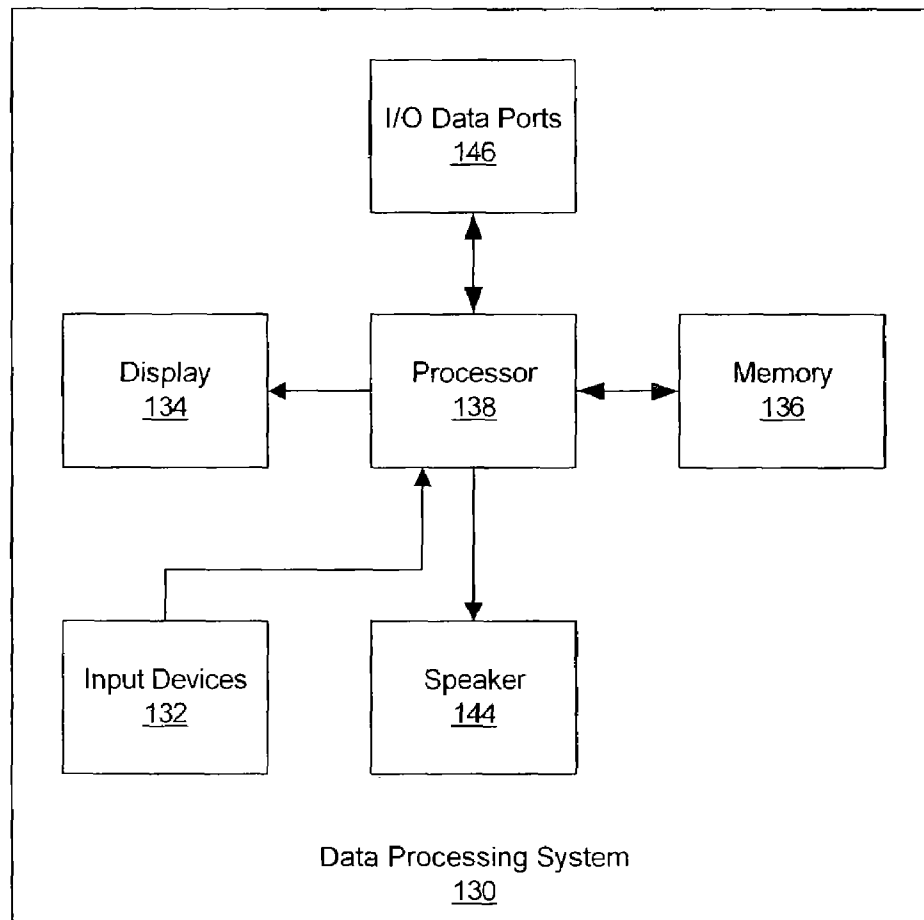 I/O Data Ports
146
Display
134
Processor
138
Memory
136
Input Devices
132
Speaker
144
Data Processing System
130